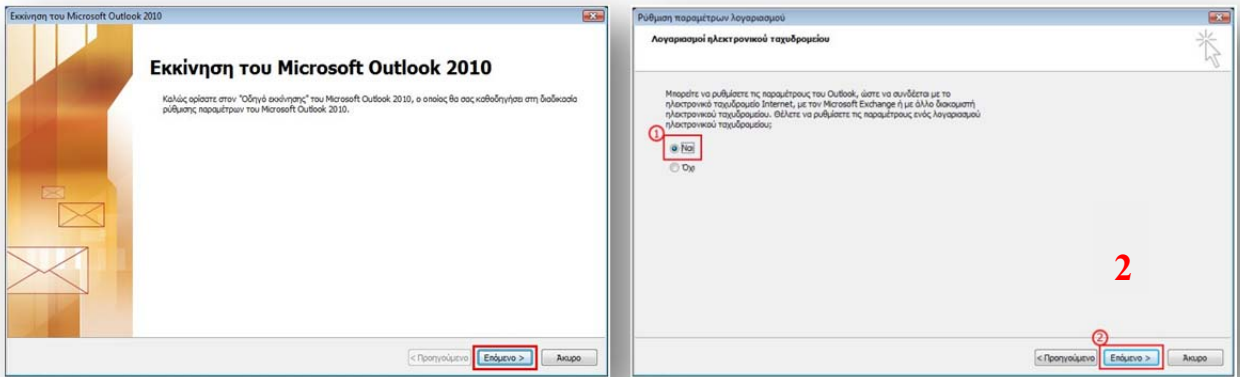 Εκκίνηση του Microsoft Outlook 2010
Εκκίνηση του Microsoft Outlook 2010
Καλώς ορίσατε στον "Οδηγό εκκίνησης" του Microsoft Outlook 2010, ο οποίος θα σας καθοδηγήσει στη διαδικασία
ρύθμισης παραμέτρων του Microsoft Outlook 2010.
< Προηγούμενο
Επόμενο >
Άκυρο
Ρύθμιση παραμέτρων λογαριασμού
Λογαριασμοί ηλεκτρονικού ταχυδρομείου
Μπορείτε να ρυθμίσετε τις παραμέτρους του Outlook, ώστε να συνδέεται με το
ηλεκτρονικό ταχυδρομείο Internet, με τον Microsoft Exchange ή με άλλο διακομιστή
ηλεκτρονικού ταχυδρομείου. Θέλετε να ρυθμίσετε τις παραμέτρους ενός λογαριασμού
ηλεκτρονικού ταχυδρομείου;
1
Ναι
Όχι
2
2
< Προηγούμενο
Επόμενο >
Άκυρο